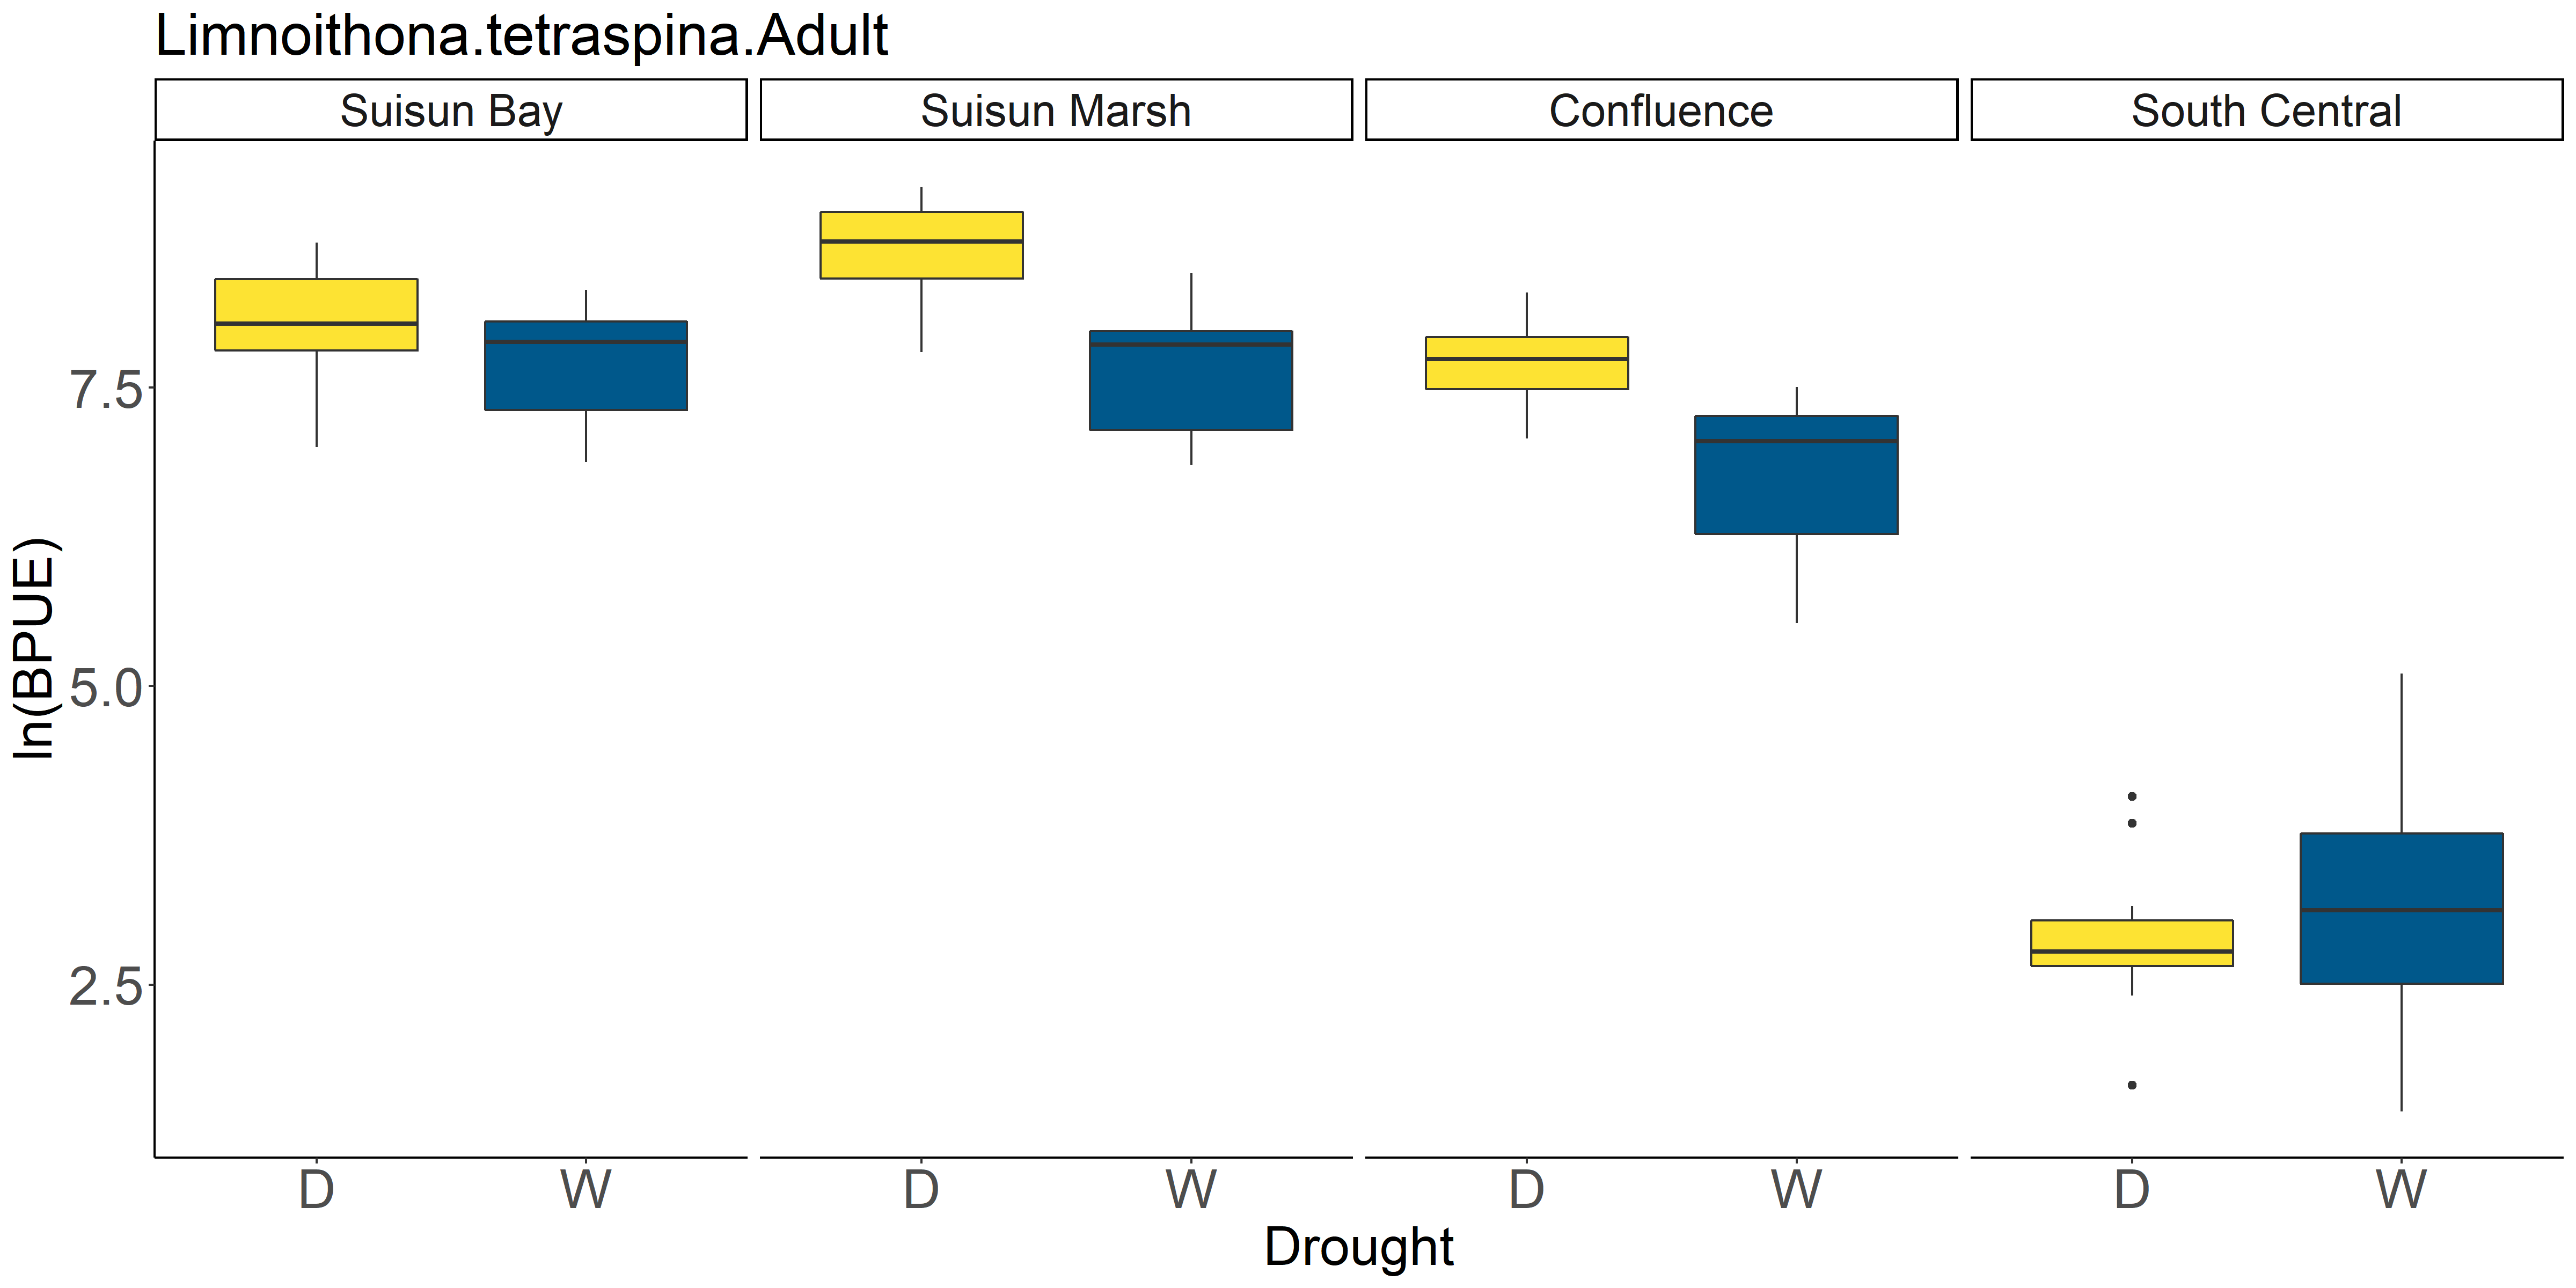 Limnoithona.tetraspina.Adult
Suisun Bay
Suisun Marsh
Confluence
South Central
ln(BPUE)
7.5
5.0
2.5
D
W
D
W
D
W
D
W
Drought